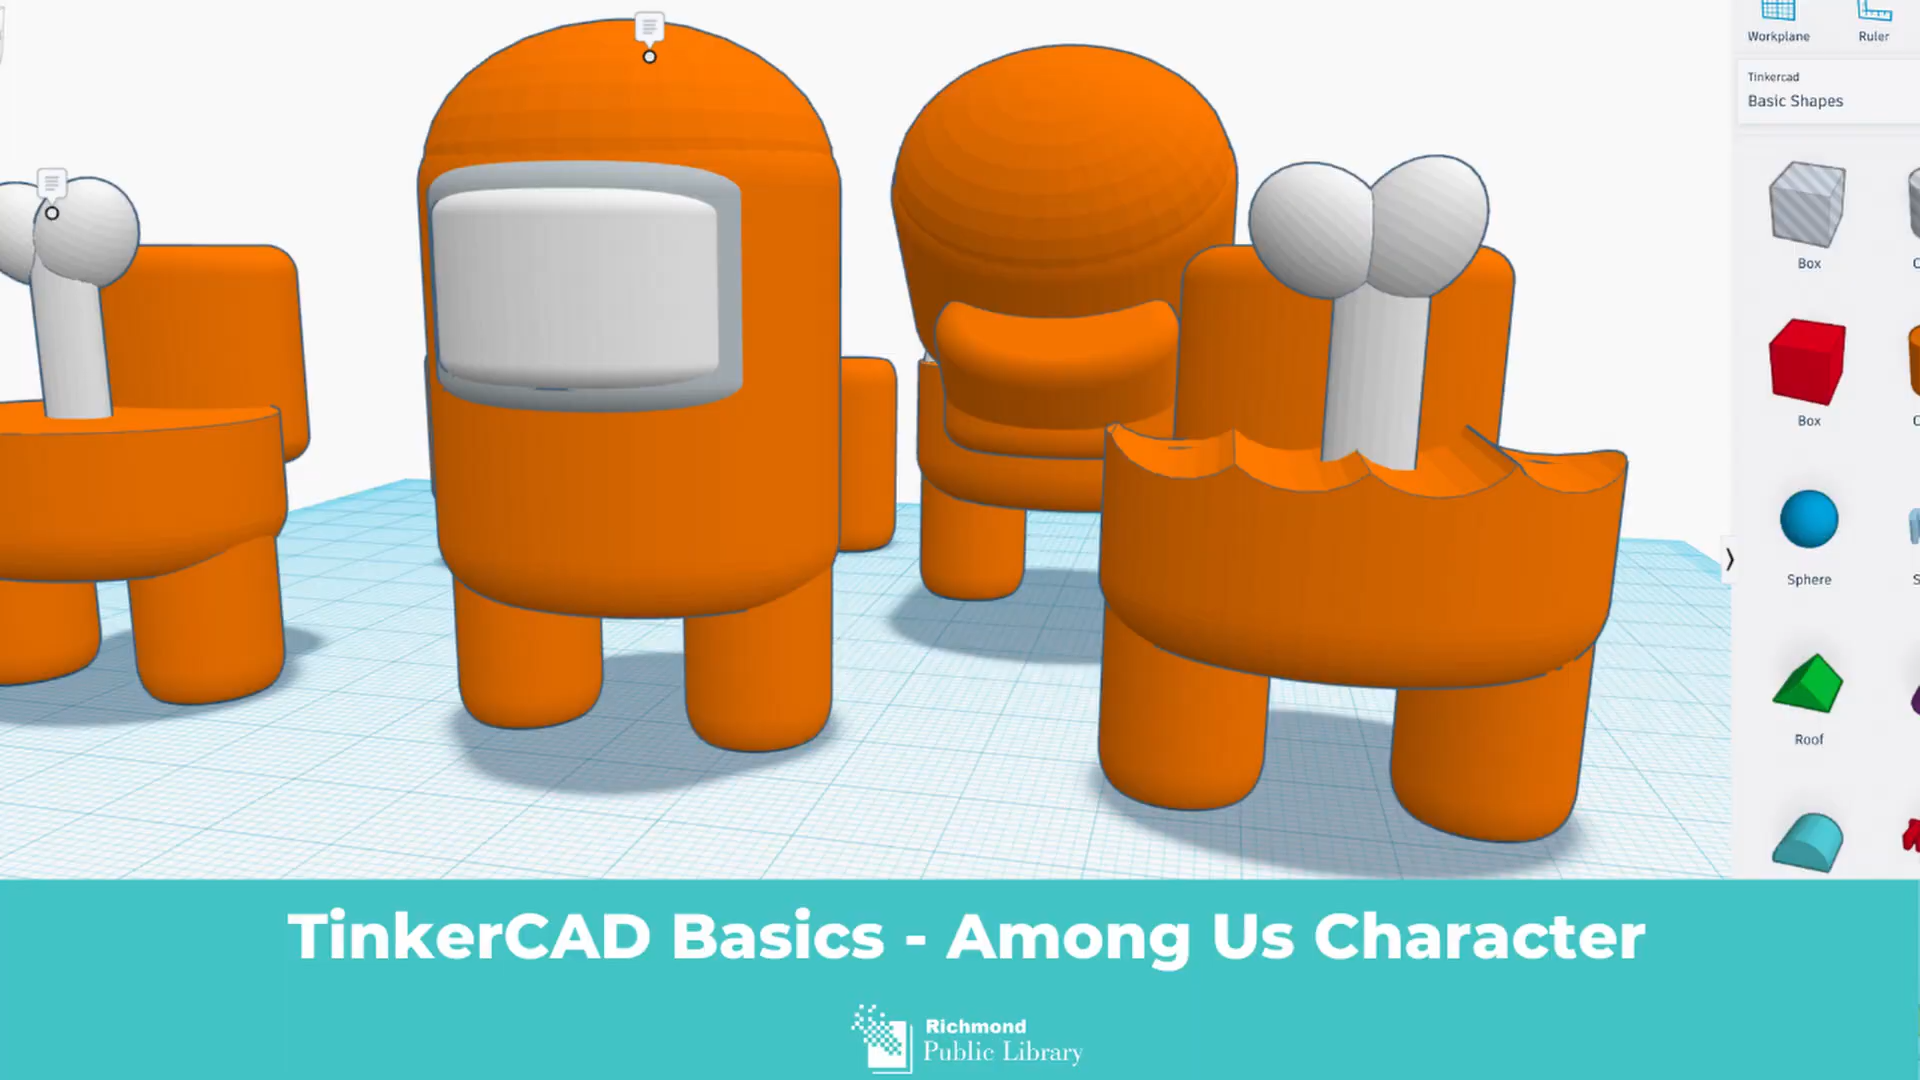 Workplane
Ruler
Tinkercad
Basic Shapes
Box
Box
Sphere
Roof
TinkerCAD Basics - Among Us Character
Richmond
Public Library